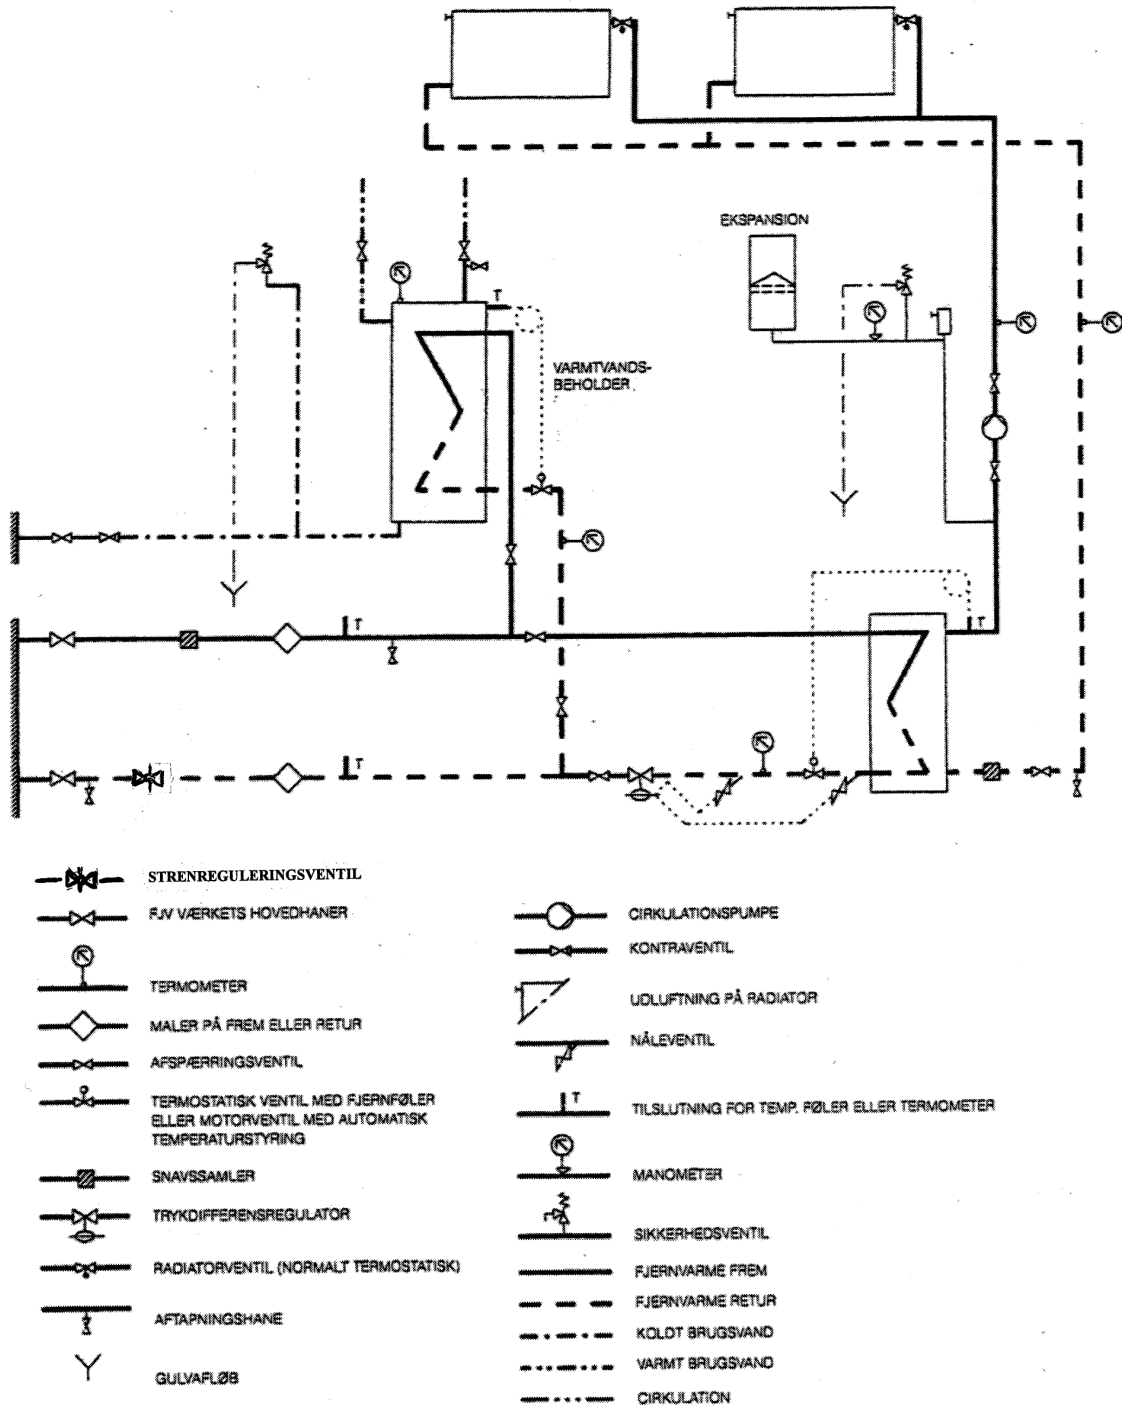 EKSPANSION
T
VARMTVANDS-
BEHOLDER
T
T
T
STRENREGULERINGSVENTIL
FJV VÆRKETS HOVEDHANER
TERMOMETER
MALER PÅ FREM ELLER RETUR
AFSPÆRRINGSVENTIL
TERMOSTATISK VENTIL MED FJERNFØLER
ELLER MOTORVENTIL MED AUTOMATISK
TEMPERATURSTYRING
SNAVSSAMLER
TRYKDIFFERENSREGULATOR
RADIATORVENTIL (NORMALT TERMOSTATISK)
AFTAPNINGSHANE
GULVAFLØB
CIRKULATIONSPUMPE
KONTRAVENTIL
UDLUFTNING PÅ RADIATOR
NÅLEVENTIL
T
TILSLUTNING FOR TEMP. FØLER ELLER TERMOMETER
MANOMETER
SIKKERHEDSVENTIL
FJERNVARME FREM
FJERNVARME RETUR
KOLDT BRUGSVAND
VARMT BRUGSVAND
CIRKULATION